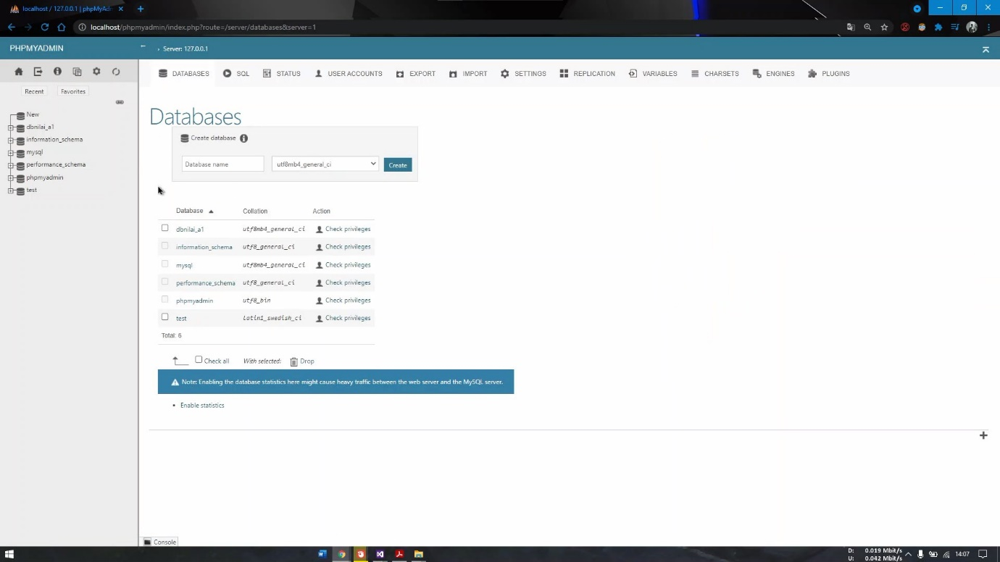 localhost / 127.0.0.1 | phpMyAd
localhost/phpmyadmin/index.php?route=/server/databases&server=1
PHPMYADMIN
Server: 127.0.0.1
DATABASES SQL STATUS USER ACCOUNTS EXPORT IMPORT SETTINGS REPLICATION VARIABLES CHARSETS ENGINES PLUGINS
Recent Favorites
New
dbnilai_a1
information_schema
mysql
performance_schema
phpmyadmin
test
Databases
Create database
Database name utf8mb4_general_ci Create
Database Collation Action
dbnilai_a1 utf8mb4_general_ci Check privileges
information_schema utf8_general_ci Check privileges
mysql utf8mb4_general_ci Check privileges
performance_schema utf8_general_ci Check privileges
phpmyadmin utf8_bin Check privileges
test latin1_swedish_ci Check privileges
Total: 6
Check all With selected: Drop
Note: Enabling the database statistics here might cause heavy traffic between the web server and the MySQL server.
Enable statistics
Console
D: 0.019 Mbit/s
U: 0.042 Mbit/s
14:07